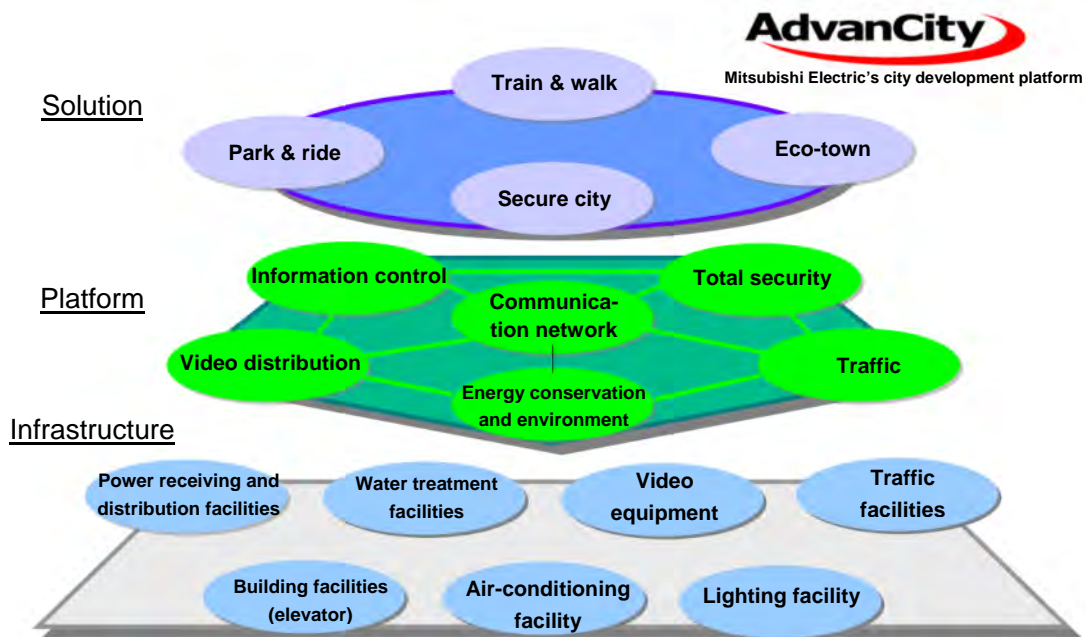 AdvanCity
Mitsubishi Electric's city development platform
Solution
Train & walk
Park & ride
Eco-town
Secure city
Platform
Information control
Total security
Communica-
tion network
Video distribution
Traffic
Energy conservation
and environment
Infrastructure
Power receiving and
distribution facilities
Water treatment
facilities
Video
equipment
Traffic
facilities
Building facilities
(elevator)
Air-conditioning
facility
Lighting facility